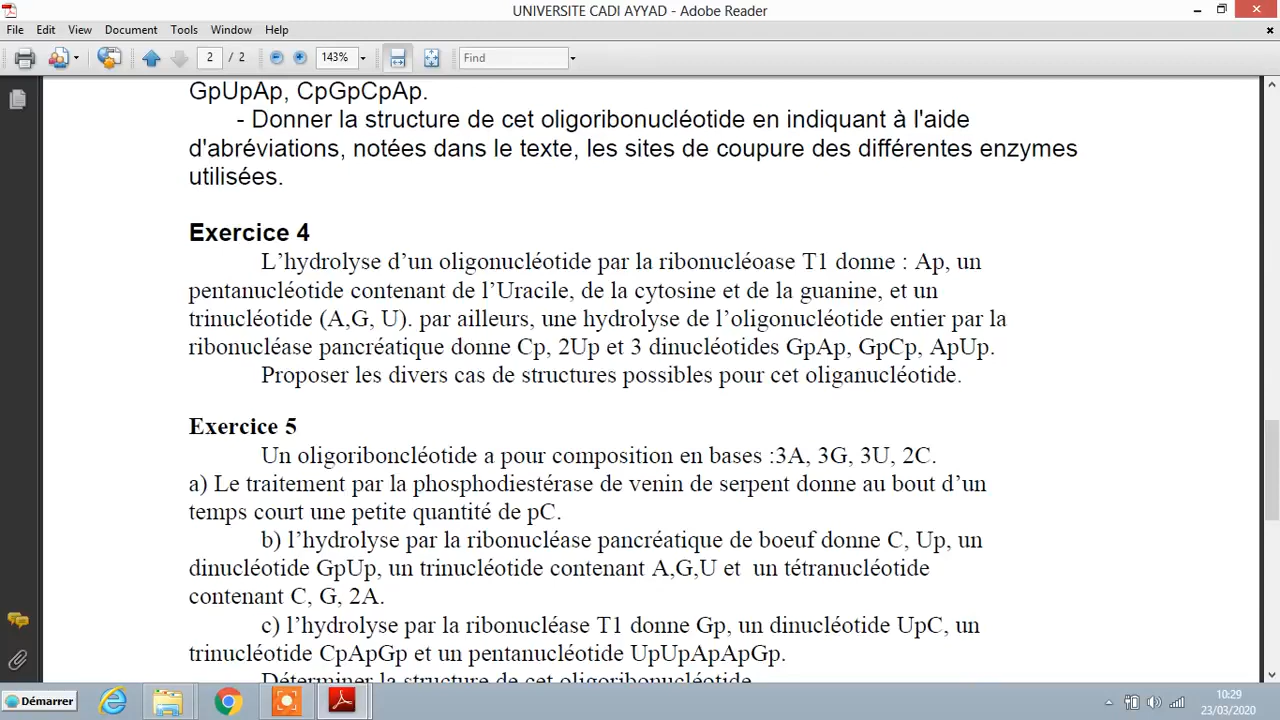 UNIVERSITE CADI AYYAD - Adobe Reader
File Edit View Document Tools Window Help
2 / 2 143% Find
GpUpAp, CpGpCpAp.
- Donner la structure de cet oligoribonucléotide en indiquant à l'aide
d'abréviations, notées dans le texte, les sites de coupure des différentes enzymes
utilisées.
Exercice 4
L'hydrolyse d'un oligonucléotide par la ribonucléoase T1 donne : Ap, un
pentanucléotide contenant de l'Uracile, de la cytosine et de la guanine, et un
trinucléotide (A,G, U). par ailleurs, une hydrolyse de l'oligonucléotide entier par la
ribonucléase pancréatique donne Cp, 2Up et 3 dinucléotides GpAp, GpCp, ApUp.
Proposer les divers cas de structures possibles pour cet oliganucléotide.
Exercice 5
Un oligoriboncléotide a pour composition en bases :3A, 3G, 3U, 2C.
a) Le traitement par la phosphodiestérase de venin de serpent donne au bout d'un
temps court une petite quantité de pC.
b) l'hydrolyse par la ribonucléase pancréatique de boeuf donne C, Up, un
dinucléotide GpUp, un trinucléotide contenant A,G,U et un tétranucléotide
contenant C, G, 2A.
c) l'hydrolyse par la ribonucléase T1 donne Gp, un dinucléotide UpC, un
trinucléotide CpApGp et un pentanucléotide UpUpApApGp.
Déterminer la structure de cet oligoribonucléotide.
Démarrer
10:29
23/03/2020